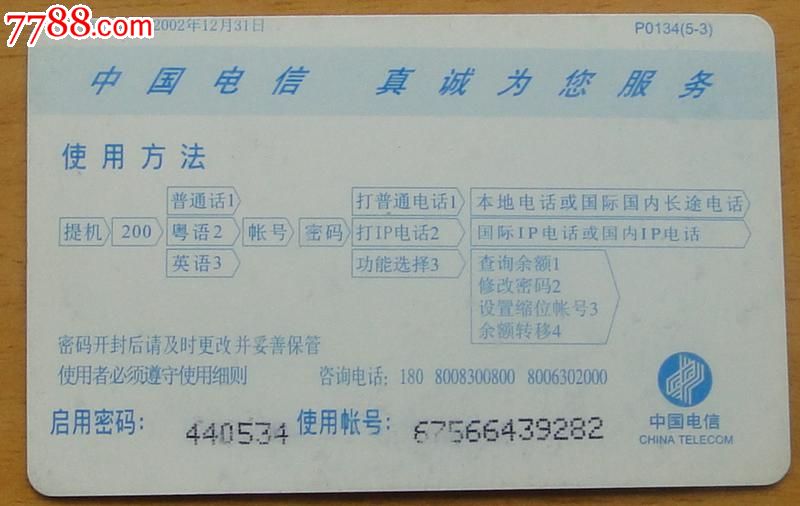 7788.com
2002年12月31日
P0134(5-3)
中国电信 真诚为您服务
使用方法
普通话1 打普通电话1 本地电话或国际国内长途电话
提机 200 粤语2 帐号 密码 打IP电话2 国际IP电话或国内IP电话
英语3 功能选择3 查询余额1
修改密码2
设置缩位帐号3
余额转移4
密码开封后请及时更改并妥善保管
使用者必须遵守使用细则 咨询电话: 180 8008300800 8006302000
启用密码: 440534 使用帐号: 67566439282
中国电信
CHINA TELECOM